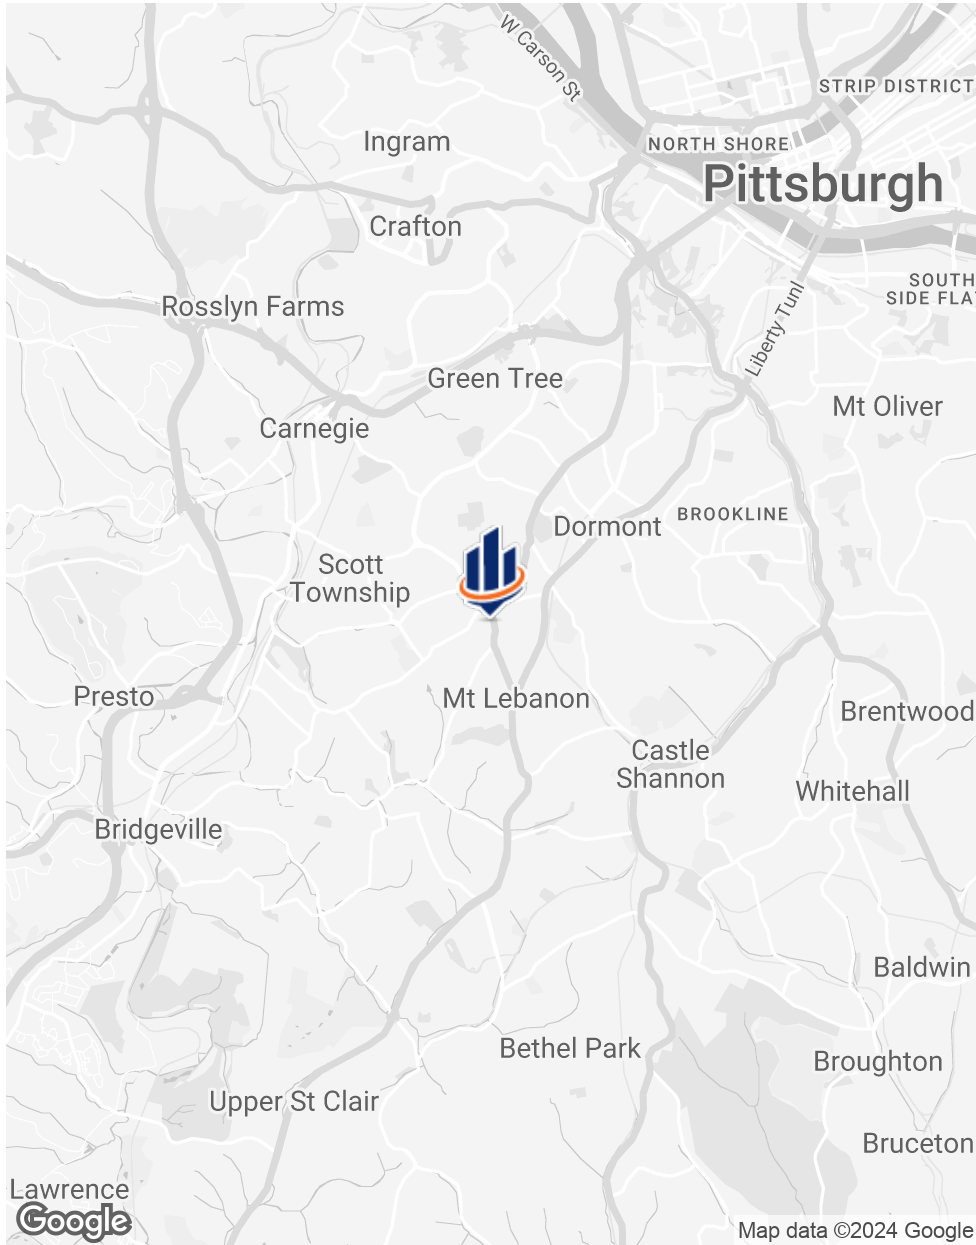 W Carson St
STRIP DISTRICT
Ingram
NORTH SHORE
Pittsburgh
Crafton
SOUTH
SIDE FLA
Rosslyn Farms
Liberty Tunl
Green Tree
Mt Oliver
Carnegie
BROOKLINE
Dormont
Scott
Township
Presto
Mt Lebanon
Brentwood
Castle
Shannon
Whitehall
Bridgeville
Baldwin
Bethel Park
Broughton
Upper St Clair
Bruceton
Lawrence
Google
Map data ©2024 Google